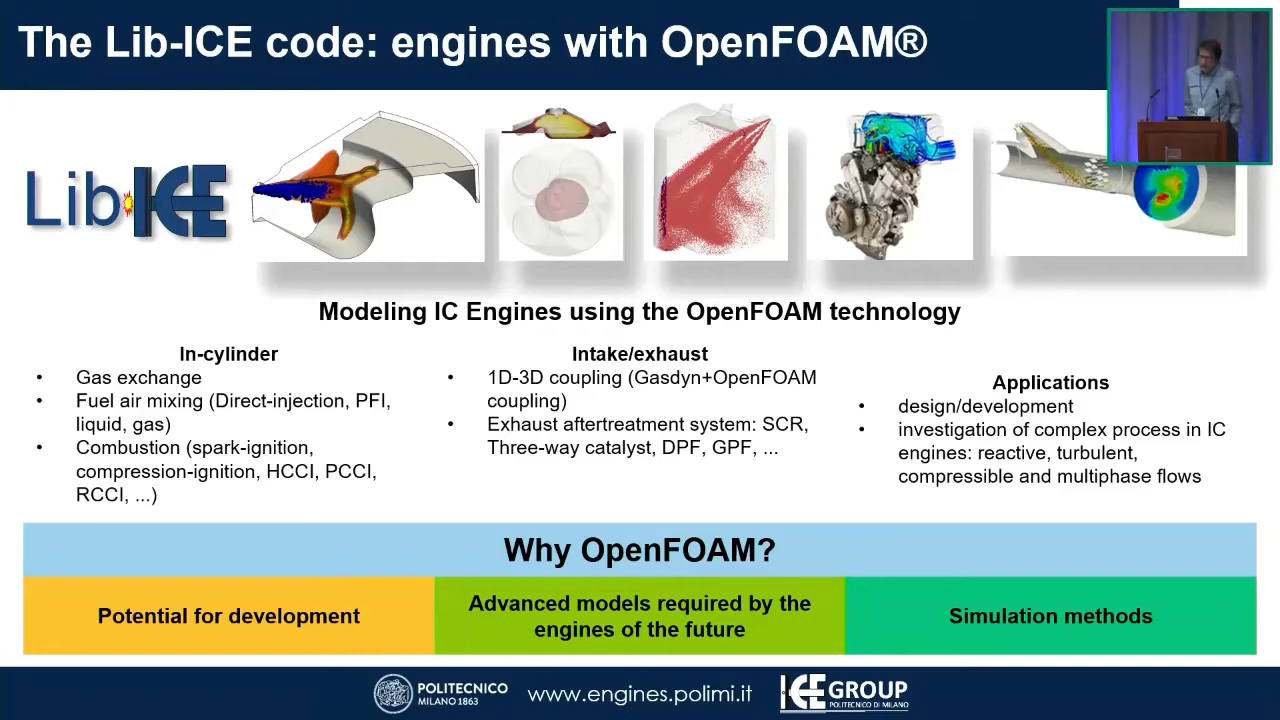 The Lib-ICE code: engines with OpenFOAM®
Lib ICE
Modeling IC Engines using the OpenFOAM technology
In-cylinder
• Gas exchange
• Fuel air mixing (Direct-injection, PFI,
liquid, gas)
• Combustion (spark-ignition,
compression-ignition, HCCI, PCCI,
RCCI, ...)
Intake/exhaust
• 1D-3D coupling (Gasdyn+OpenFOAM
coupling)
• Exhaust aftertreatment system: SCR,
Three-way catalyst, DPF, GPF, ...
Applications
• design/development
• investigation of complex process in IC
engines: reactive, turbulent,
compressible and multiphase flows
Why OpenFOAM?
Potential for development
Advanced models required by the
engines of the future
Simulation methods
POLITECNICO
MILANO 1863
www.engines.polimi.it
ICE GROUP
POLITECNICO DI MILANO